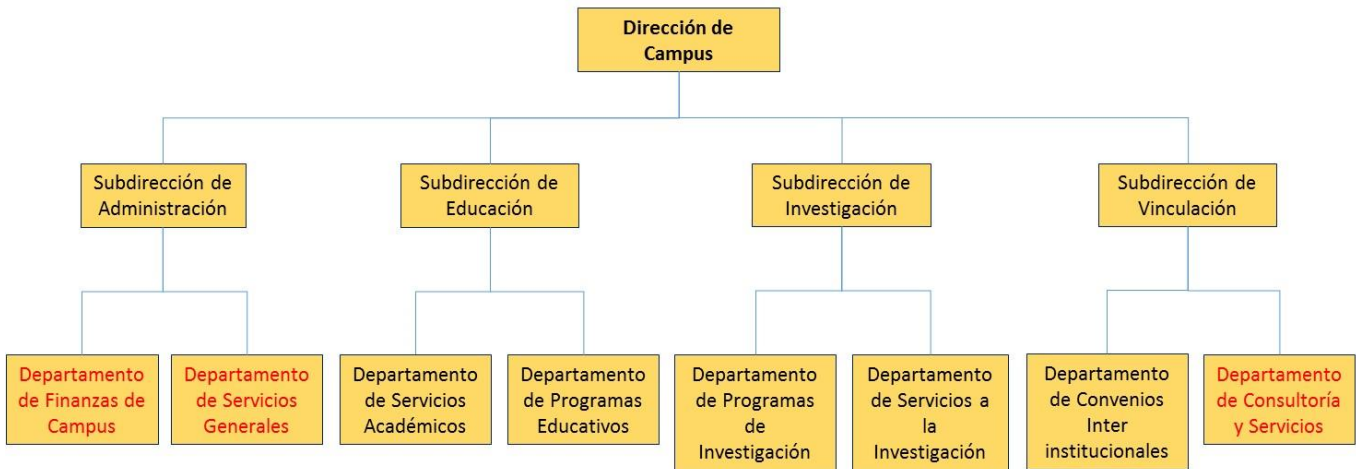 Dirección de
Campus
Subdirección de
Administración
Subdirección de
Educación
Subdirección de
Investigación
Subdirección de
Vinculación
Departamento
de Finanzas de
Campus
Departamento
de Servicios
Generales
Departamento
de Servicios
Académicos
Departamento
de Programas
Educativos
Departamento
de Programas
de
Investigación
Departamento
de Servicios a
la
Investigación
Departamento
de Convenios
Inter
institucionales
Departamento
de Consultoría
y Servicios